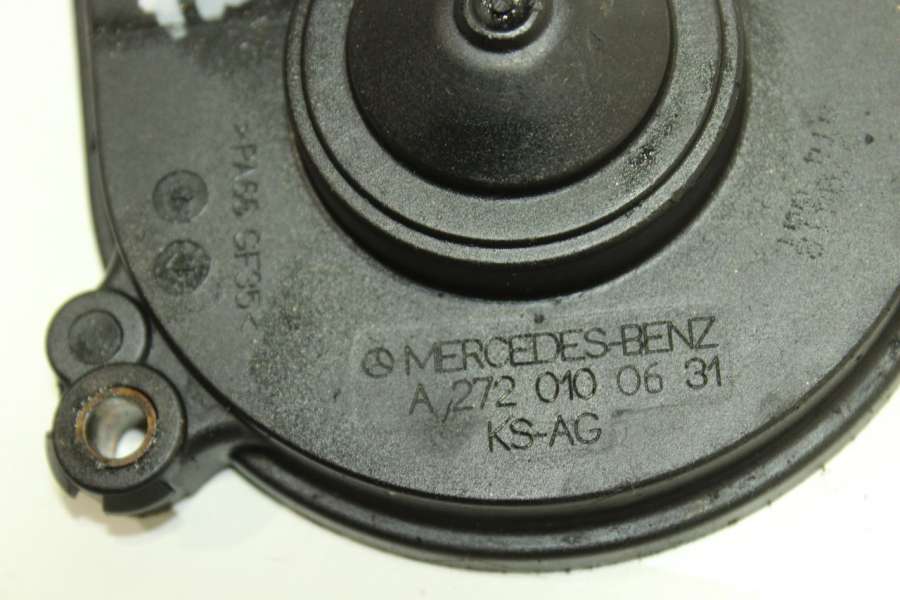 >PA66 GF35<
MERCEDES-BENZ
A 272 010 06 31
KS-AG